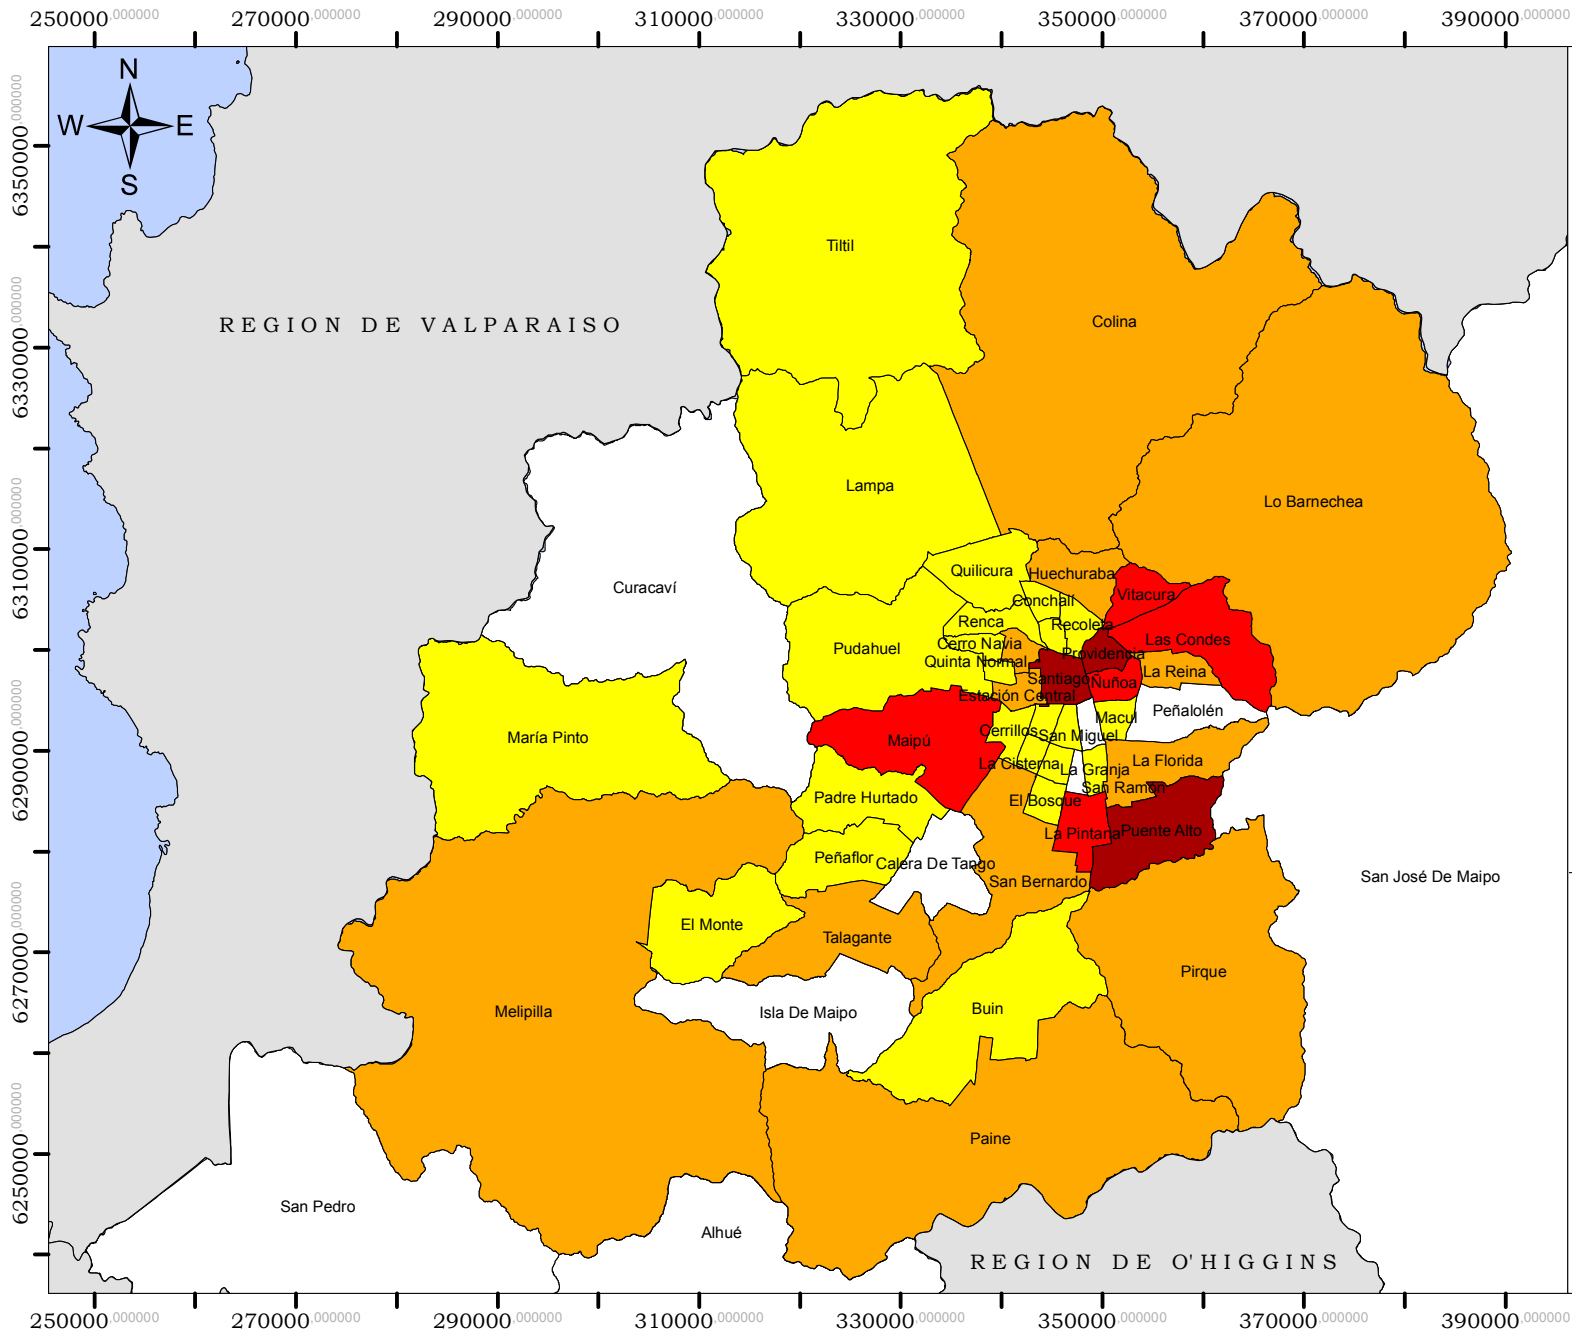 250000,000000 270000,000000 290000,000000 310000,000000 330000,000000 350000,000000 370000,000000 390000,000000
N
W E
S
6350000,000000
6330000,000000
6310000,000000
6290000,000000
6270000,000000
6250000,000000
Tiltil
REGION DE VALPARAISO
Colina
Lampa
Lo Barnechea
Quilicura
Huechuraba
Curacaví
Conchalí
Vitacura
Renca
Recoleta
Las Condes
Cerro Navia
Pudahuel
Providencia
Quinta Normal
La Reina
Santiago
Ñuñoa
Estación Central
Peñalolén
Macul
Cerrillos
San Miguel
María Pinto
Maipú
La Cisterna
La Florida
La Granja
San Ramón
Padre Hurtado
El Bosque
La Pintana
Puente Alto
Peñaflor
Calera De Tango
San José De Maipo
San Bernardo
El Monte
Talagante
Pirque
Melipilla
Isla De Maipo
Buin
Paine
San Pedro
Alhué
REGION DE O'HIGGINS
250000,000000 270000,000000 290000,000000 310000,000000 330000,000000 350000,000000 370000,000000 390000,000000